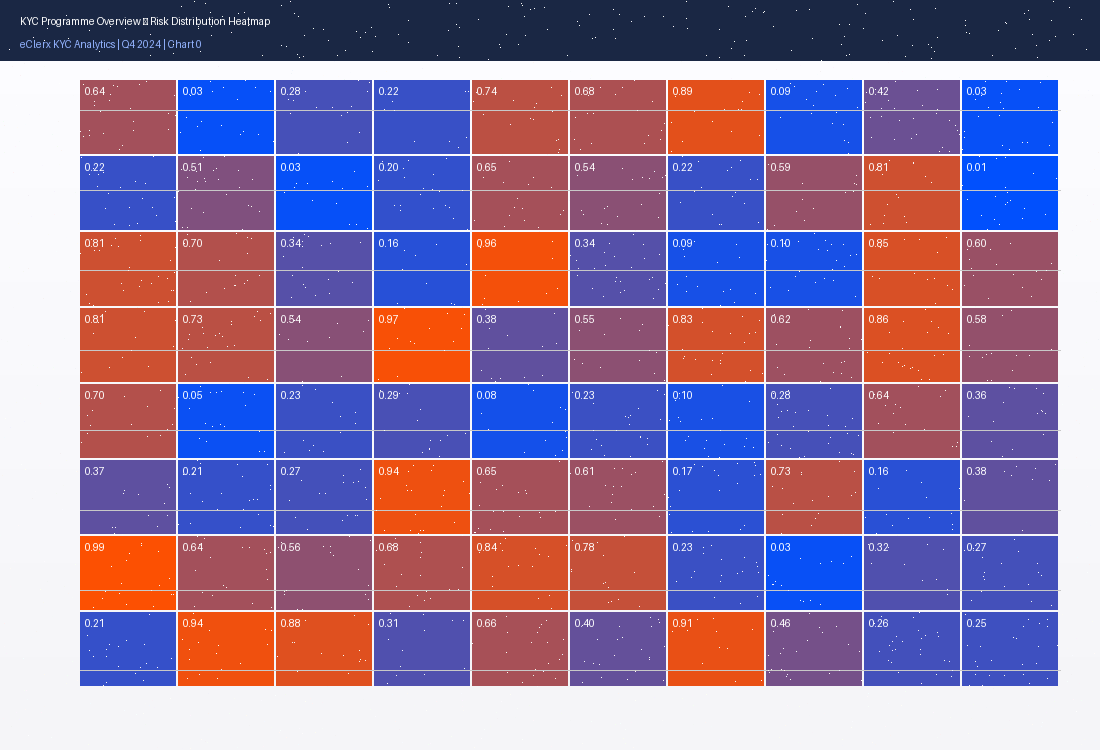 KYC Programme Overview Risk Distribution Heatmap
eClerx KYC Analytics | Q4 2024 | Chart 0
0.64 0.03 0.28 0.22 0.74 0.68 0.89 0.09 0.42 0.03
0.22 0.51 0.03 0.20 0.65 0.54 0.22 0.59 0.81 0.01
0.81 0.70 0.34 0.16 0.96 0.34 0.09 0.10 0.85 0.60
0.81 0.73 0.54 0.97 0.38 0.55 0.83 0.62 0.86 0.58
0.70 0.05 0.23 0.29 0.08 0.23 0.10 0.28 0.64 0.36
0.37 0.21 0.27 0.94 0.65 0.61 0.17 0.73 0.16 0.38
0.99 0.64 0.56 0.68 0.84 0.78 0.23 0.03 0.32 0.27
0.21 0.94 0.88 0.31 0.66 0.40 0.91 0.46 0.26 0.25